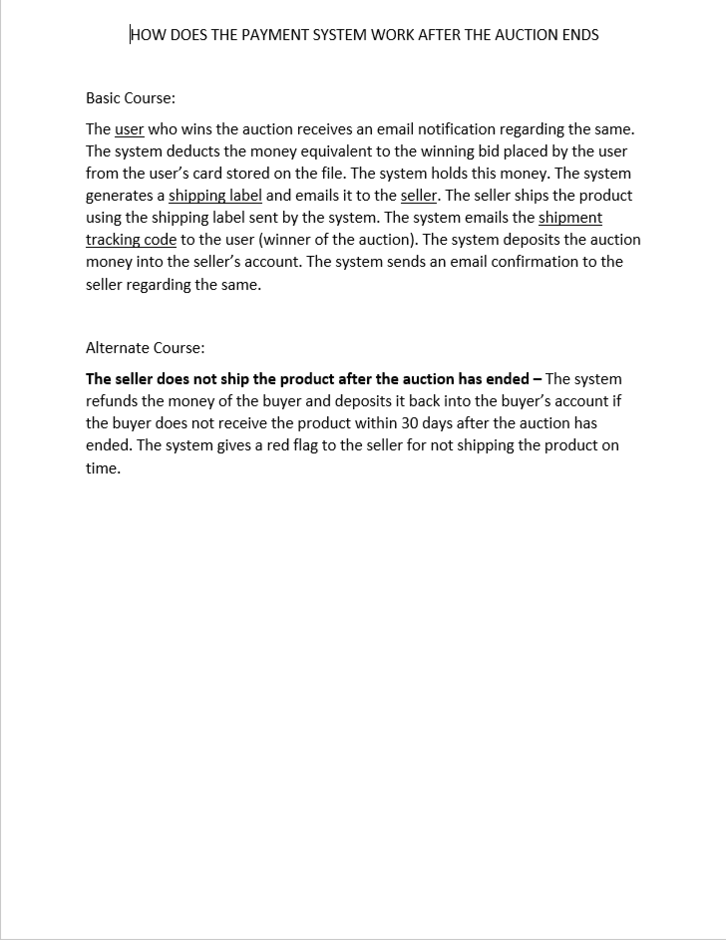 HOW DOES THE PAYMENT SYSTEM WORK AFTER THE AUCTION ENDS
Basic Course:
The user who wins the auction receives an email notification regarding the same.
The system deducts the money equivalent to the winning bid placed by the user
from the user’s card stored on the file. The system holds this money. The system
generates a shipping label and emails it to the seller. The seller ships the product
using the shipping label sent by the system. The system emails the shipment
tracking code to the user (winner of the auction). The system deposits the auction
money into the seller’s account. The system sends an email confirmation to the
seller regarding the same.
Alternate Course:
The seller does not ship the product after the auction has ended – The system
refunds the money of the buyer and deposits it back into the buyer’s account if
the buyer does not receive the product within 30 days after the auction has
ended. The system gives a red flag to the seller for not shipping the product on
time.